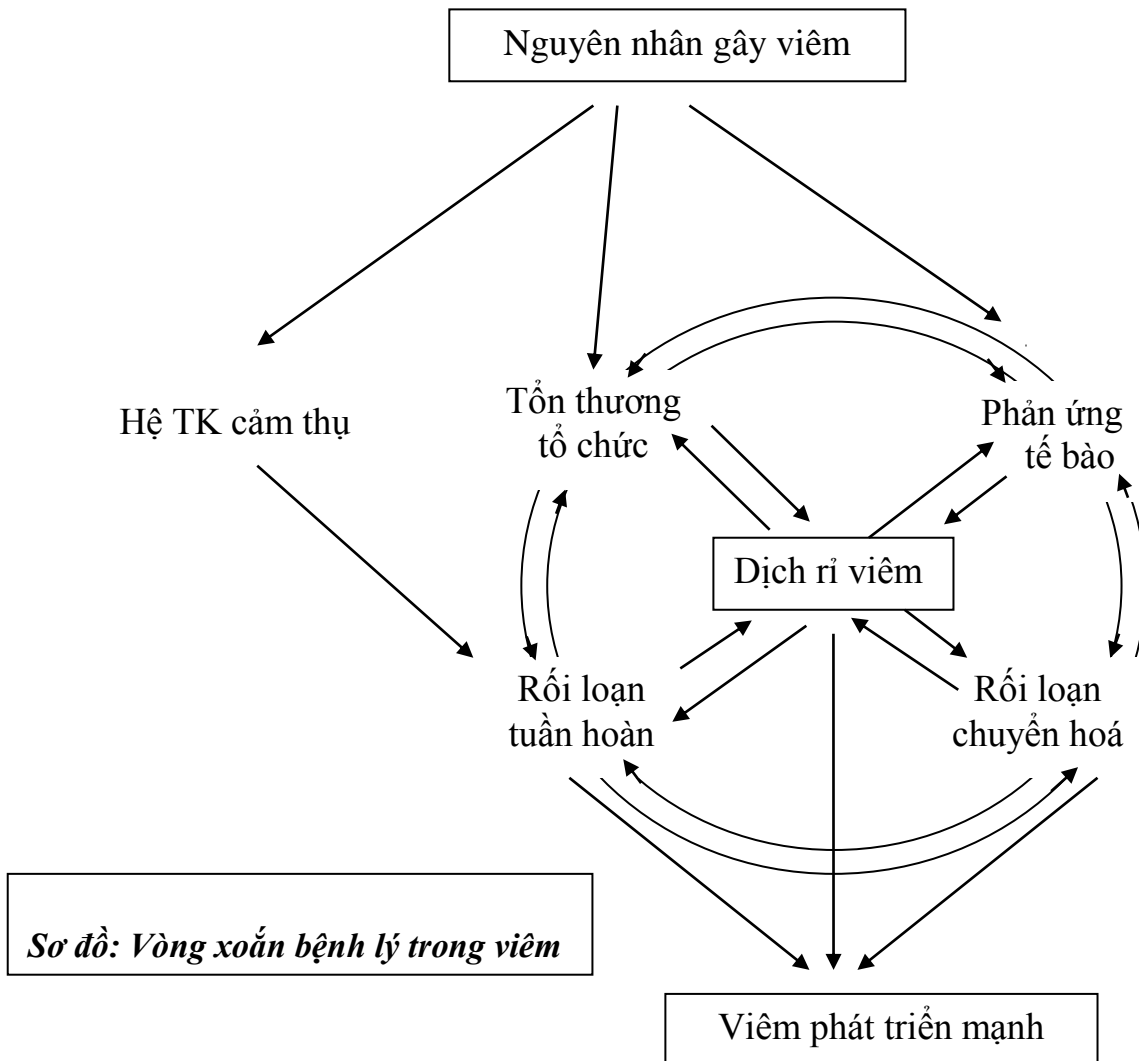 Nguyên nhân gây viêm
Hệ TK cảm thụ
Tổn thương
tổ chức
Phản ứng
tế bào
Dịch rỉ viêm
Rối loạn
tuần hoàn
Rối loạn
chuyển hoá
Sơ đồ: Vòng xoắn bệnh lý trong viêm
Viêm phát triển mạnh